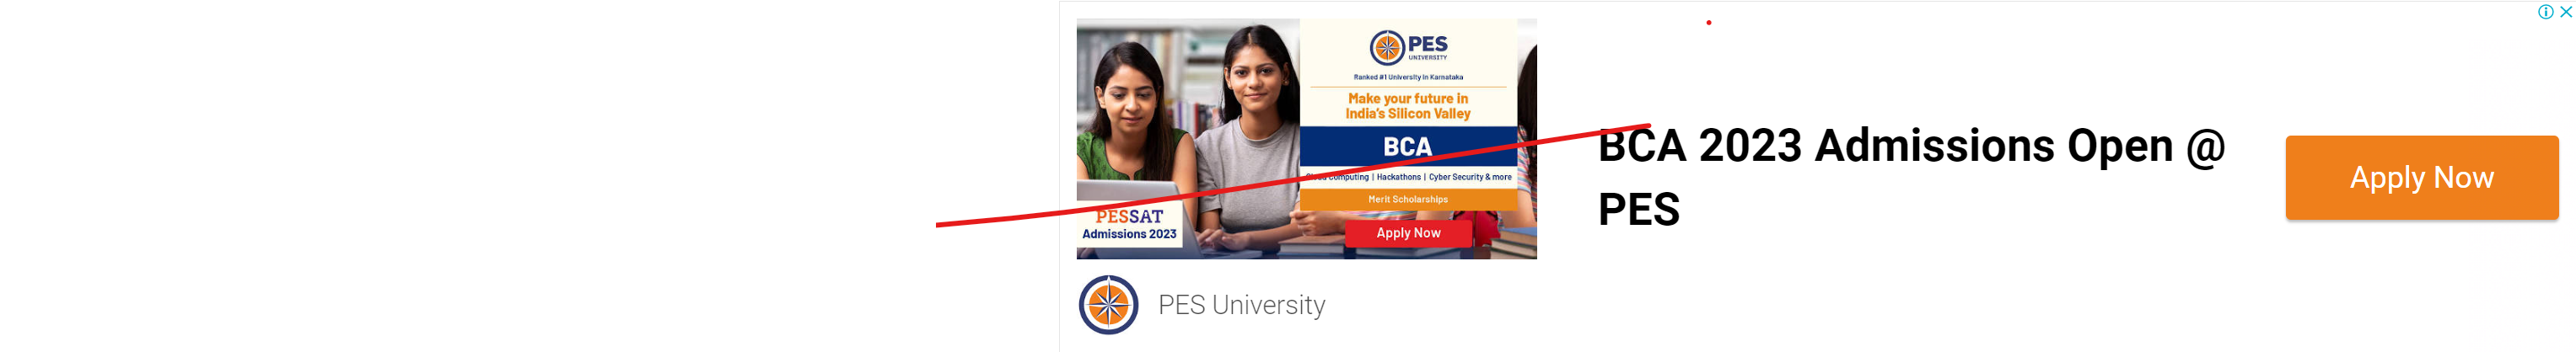 PES
UNIVERSITY
Ranked #1 University in Karnataka
Make your future in
India's Silicon Valley
BCA
Cloud Computing | Hackathons | Cyber Security & more
Merit Scholarships
Apply Now
PESSAT
Admissions 2023
PES University
BCA 2023 Admissions Open @
PES
Apply Now